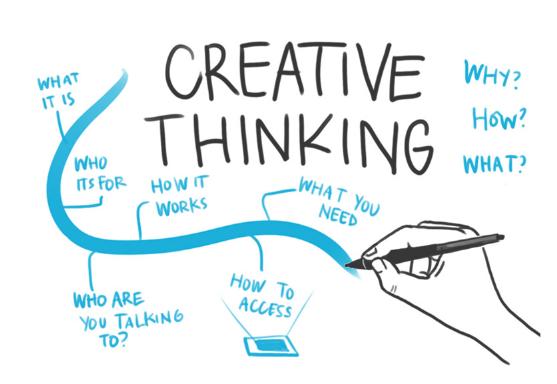 CREATIVE
THINKING
WHY?
HOW?
WHAT?
WHAT
IT IS
WHO
ITS FOR
HOW IT
WORKS
WHAT YOU
NEED
WHO ARE
YOU TALKING
TO?
HOW TO
ACCESS